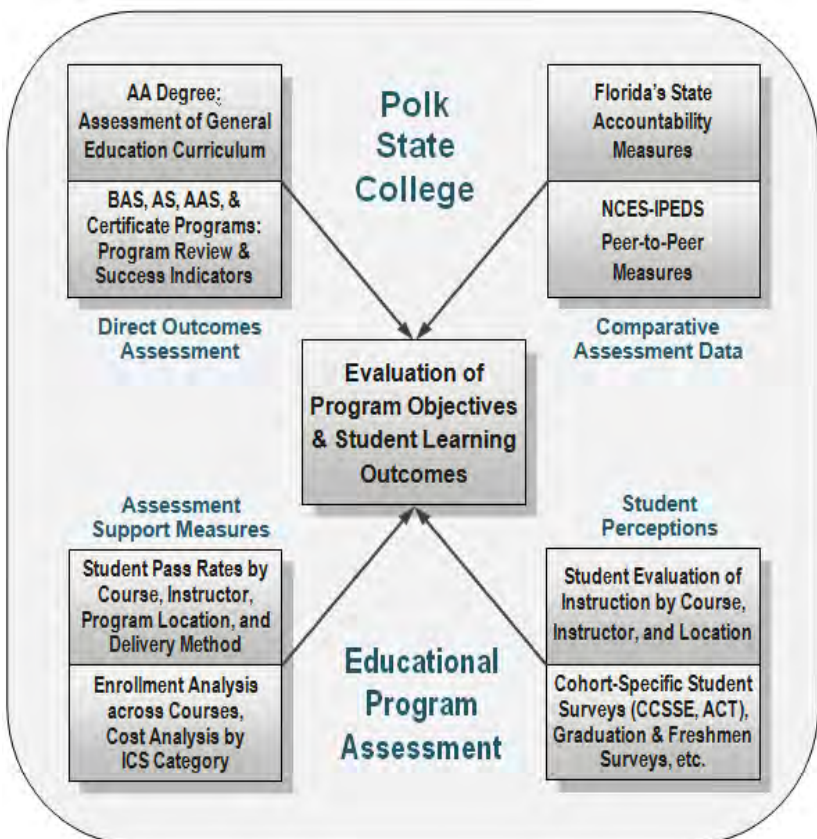 AA Degree:
Assessment of General
Education Curriculum
BAS, AS, AAS, &
Certificate Programs:
Program Review &
Success Indicators
Direct Outcomes
Assessment
Polk
State
College
Florida's State
Accountability
Measures
NCES-IPEDS
Peer-to-Peer
Measures
Comparative
Assessment Data
Evaluation of
Program Objectives
& Student Learning
Outcomes
Assessment
Support Measures
Student Pass Rates by
Course, Instructor,
Program Location, and
Delivery Method
Enrollment Analysis
across Courses,
Cost Analysis by
ICS Category
Educational
Program
Assessment
Student
Perceptions
Student Evaluation of
Instruction by Course,
Instructor, and Location
Cohort-Specific Student
Surveys (CCSSE, ACT),
Graduation & Freshmen
Surveys, etc.